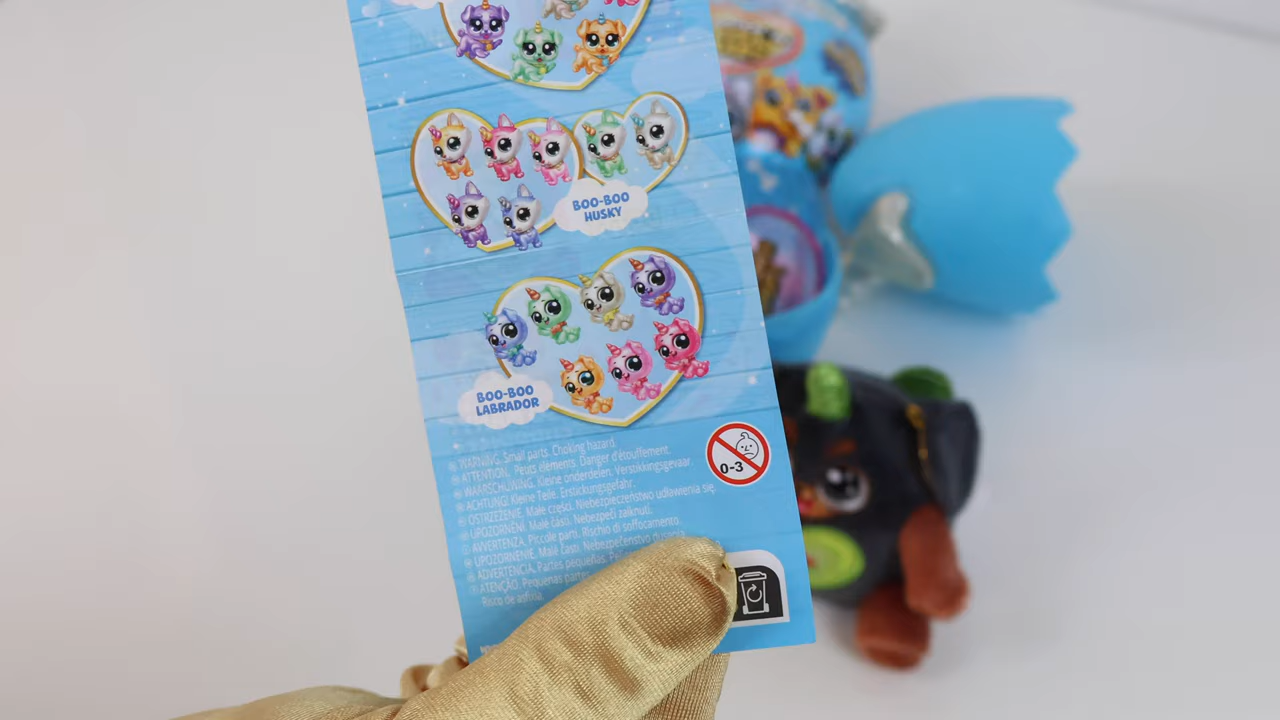 BOO-BOO
HUSKY
BOO-BOO
LABRADOR
WARNING. Small parts. Choking hazard.
ATTENTION. Petits éléments. Danger d'étouffement.
WAARSCHUWING. Kleine onderdelen. Verstikkingsgevaar.
ACHTUNG! Kleine Teile. Erstickungsgefahr.
OSTRZEŻENIE. Małe części. Niebezpieczeństwo udławienia się.
UPOZORNĚNÍ. Malé části. Nebezpečí zalknutí.
AVVERTENZA. Piccole parti. Rischio di soffocamento.
UPOZORNENIE. Malé časti. Nebezpečenstvo
ADVERTENCIA. Partes pequeñas.
ATENÇÃO. Pequenas partes
Risco de asfixia.
0-3